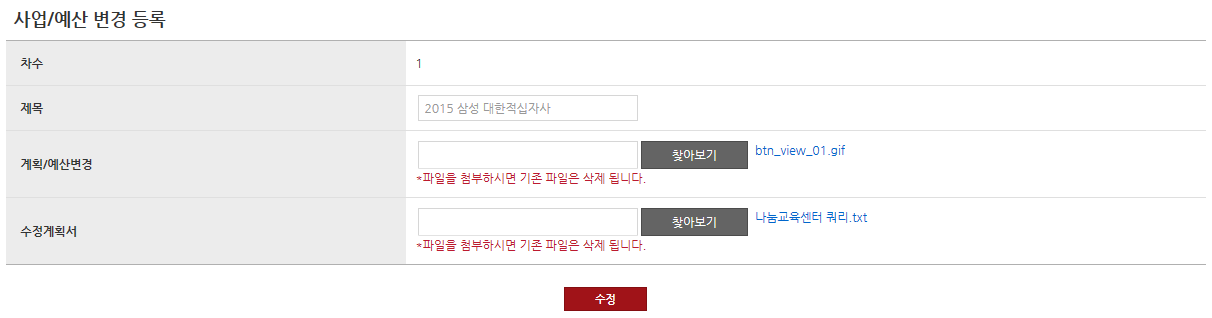 사업/예산 변경 등록
차수
1
제목
2015 삼성 대한적십자사
계획/예산변경
찾아보기
btn_view_01.gif
*파일을 첨부하시면 기존 파일은 삭제 됩니다.
수정계획서
찾아보기
나눔교육센터 쿼리.txt
*파일을 첨부하시면 기존 파일은 삭제 됩니다.
수정